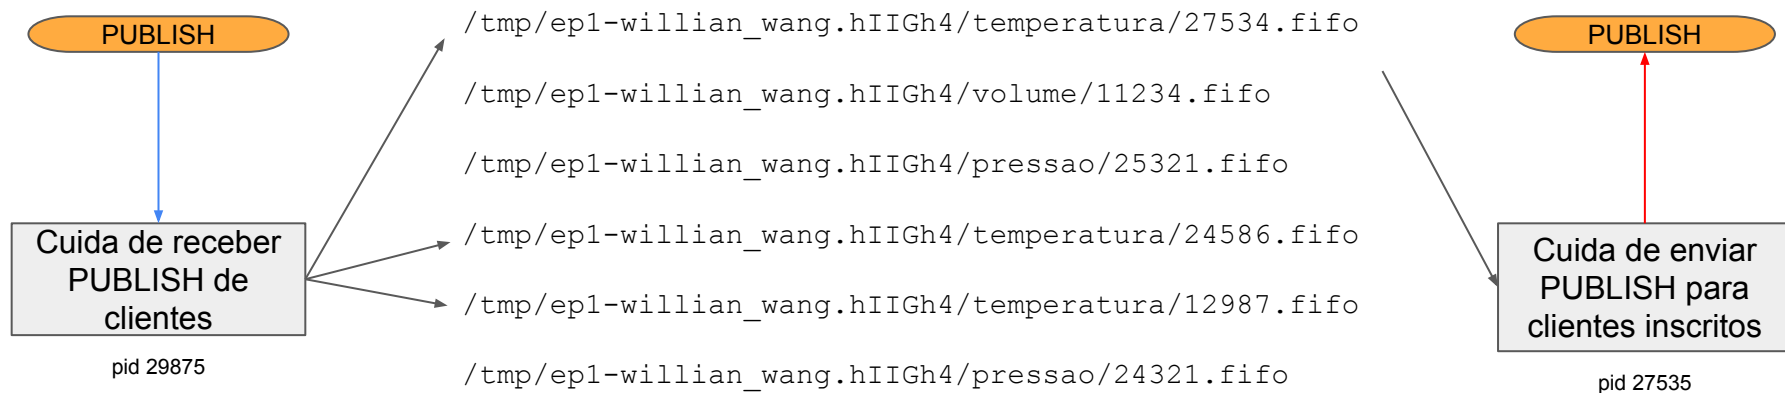 PUBLISH
Cuida de receber
PUBLISH de
clientes
pid 29875
/tmp/ep1-willian_wang.hIIGh4/temperatura/27534.fifo
/tmp/ep1-willian_wang.hIIGh4/volume/11234.fifo
/tmp/ep1-willian_wang.hIIGh4/pressao/25321.fifo
/tmp/ep1-willian_wang.hIIGh4/temperatura/24586.fifo
/tmp/ep1-willian_wang.hIIGh4/temperatura/12987.fifo
/tmp/ep1-willian_wang.hIIGh4/pressao/24321.fifo
PUBLISH
Cuida de enviar
PUBLISH para
clientes inscritos
pid 27535